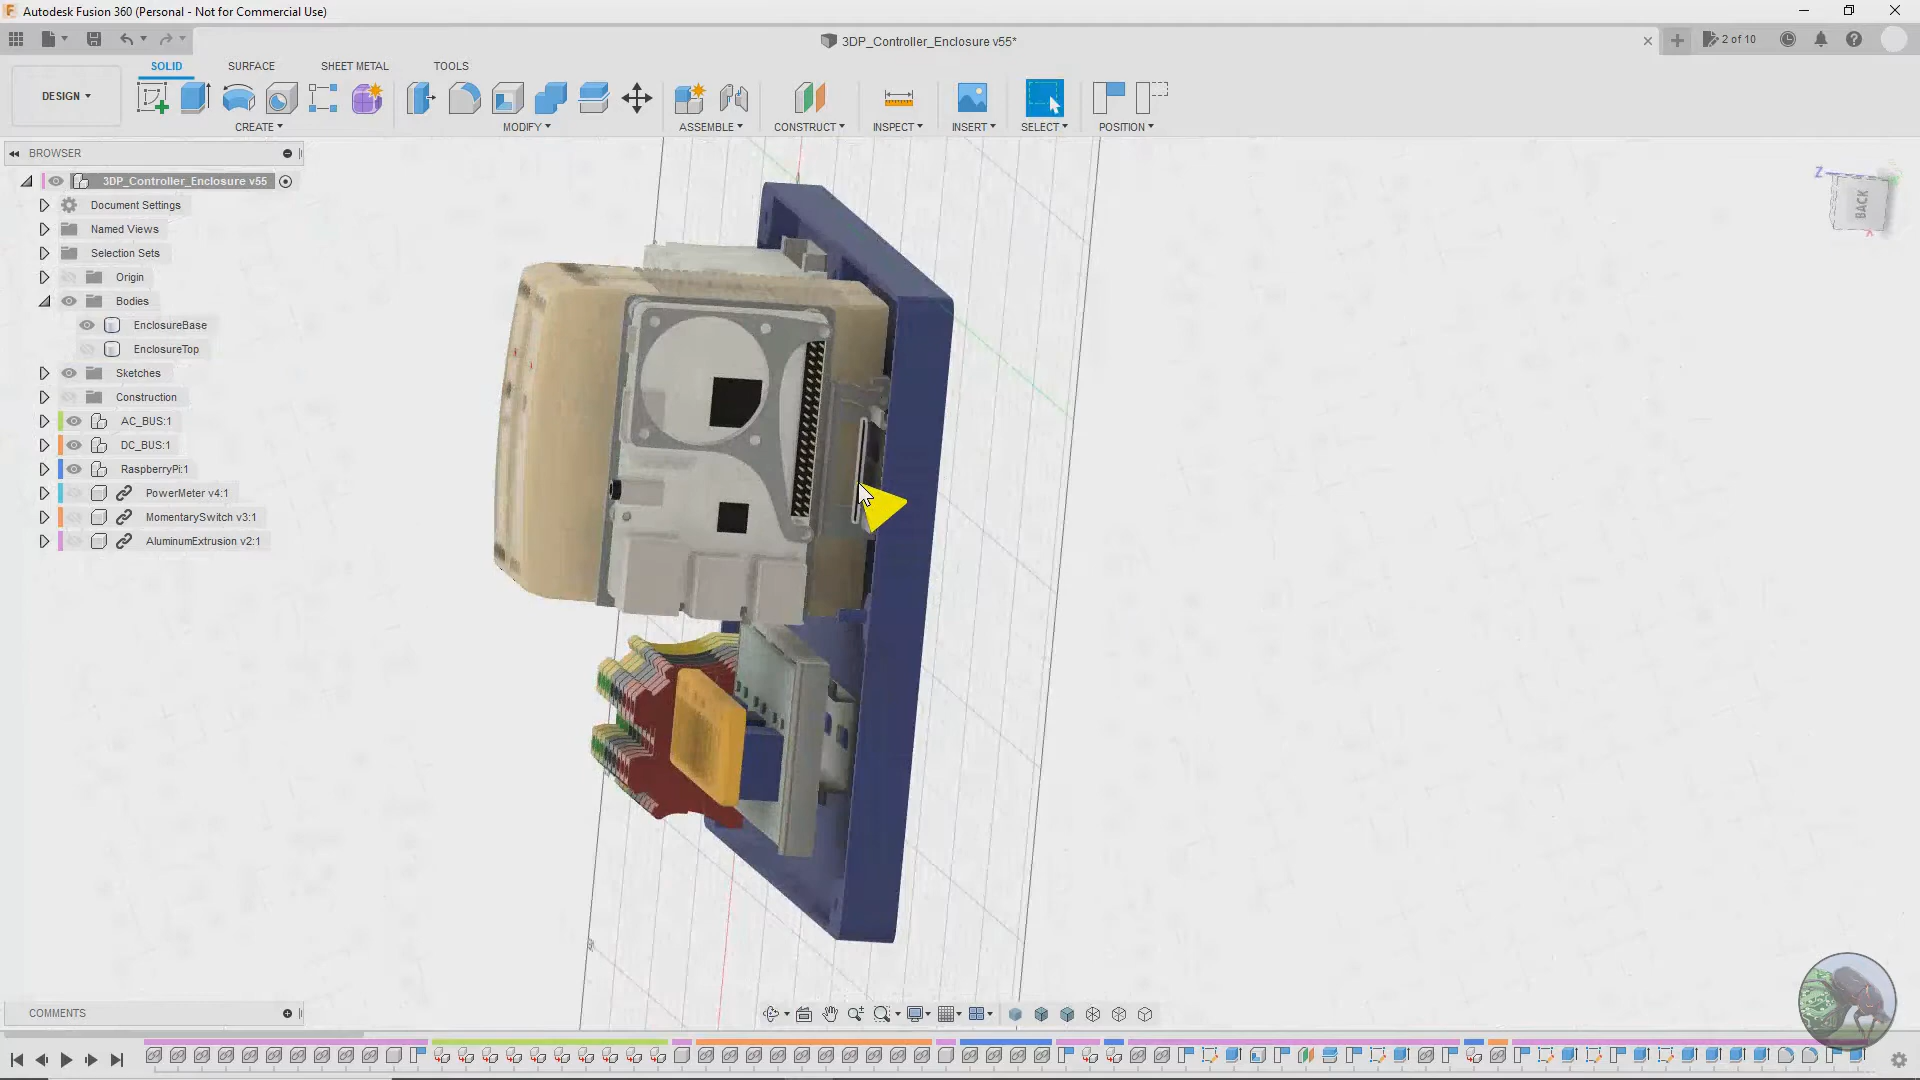 Autodesk Fusion 360 (Personal - Not for Commercial Use)
3DP_Controller_Enclosure v55*
2 of 10
DESIGN
SOLID
SURFACE
SHEET METAL
TOOLS
CREATE
MODIFY
ASSEMBLE
CONSTRUCT
INSPECT
INSERT
SELECT
POSITION
BROWSER
3DP_Controller_Enclosure v55
Document Settings
Named Views
Selection Sets
Origin
Bodies
EnclosureBase
EnclosureTop
Sketches
Construction
AC_BUS:1
DC_BUS:1
RaspberryPi:1
PowerMeter v4:1
MomentarySwitch v3:1
AluminumExtrusion v2:1
Z
BACK
X
COMMENTS